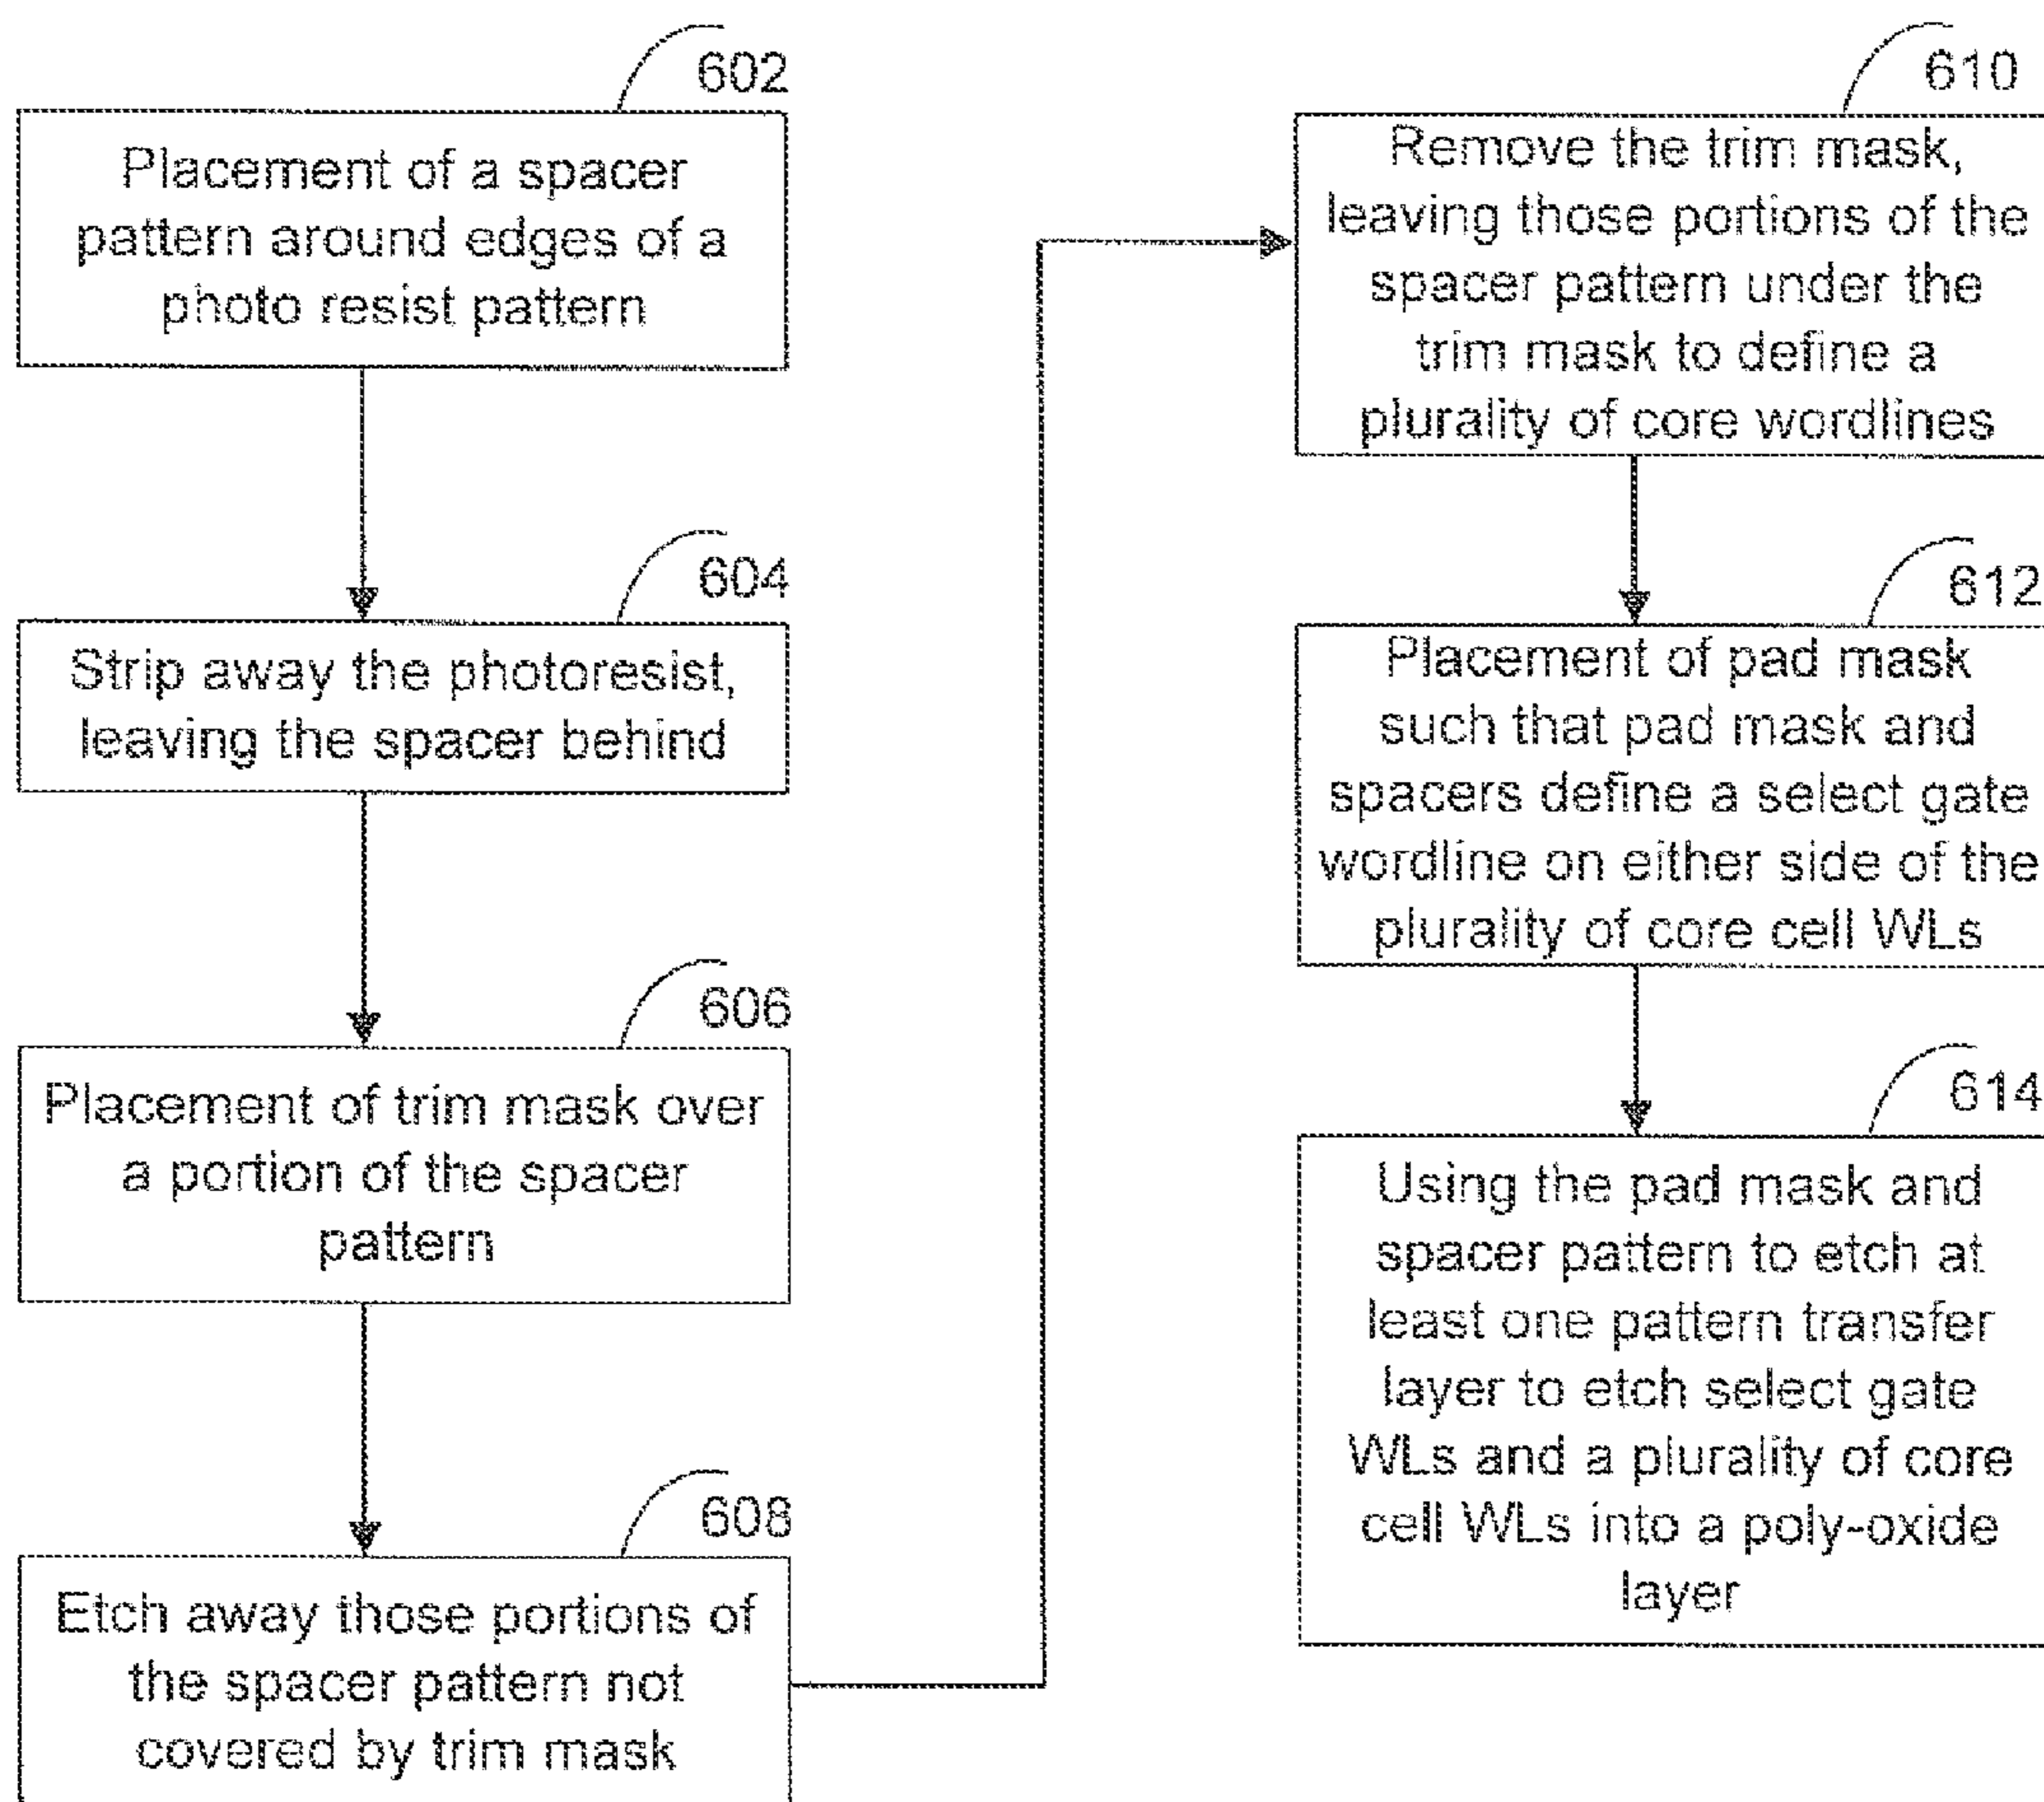 602
Placement of a spacer
pattern around edges of a
photo resist pattern
604
Strip away the photoresist,
leaving the spacer behind
606
Placement of trim mask over
a portion of the spacer
pattern
608
Etch away those portions of
the spacer pattern not
covered by trim mask
610
Remove the trim mask,
leaving those portions of the
spacer pattern under the
trim mask to define a
plurality of core wordlines
612
Placement of pad mask
such that pad mask and
spacers define a select gate
wordline on either side of the
plurality of core cell WLs
614
Using the pad mask and
spacer pattern to etch at
least one pattern transfer
layer to etch select gate
WLs and a plurality of core
cell WLs into a poly-oxide
layer